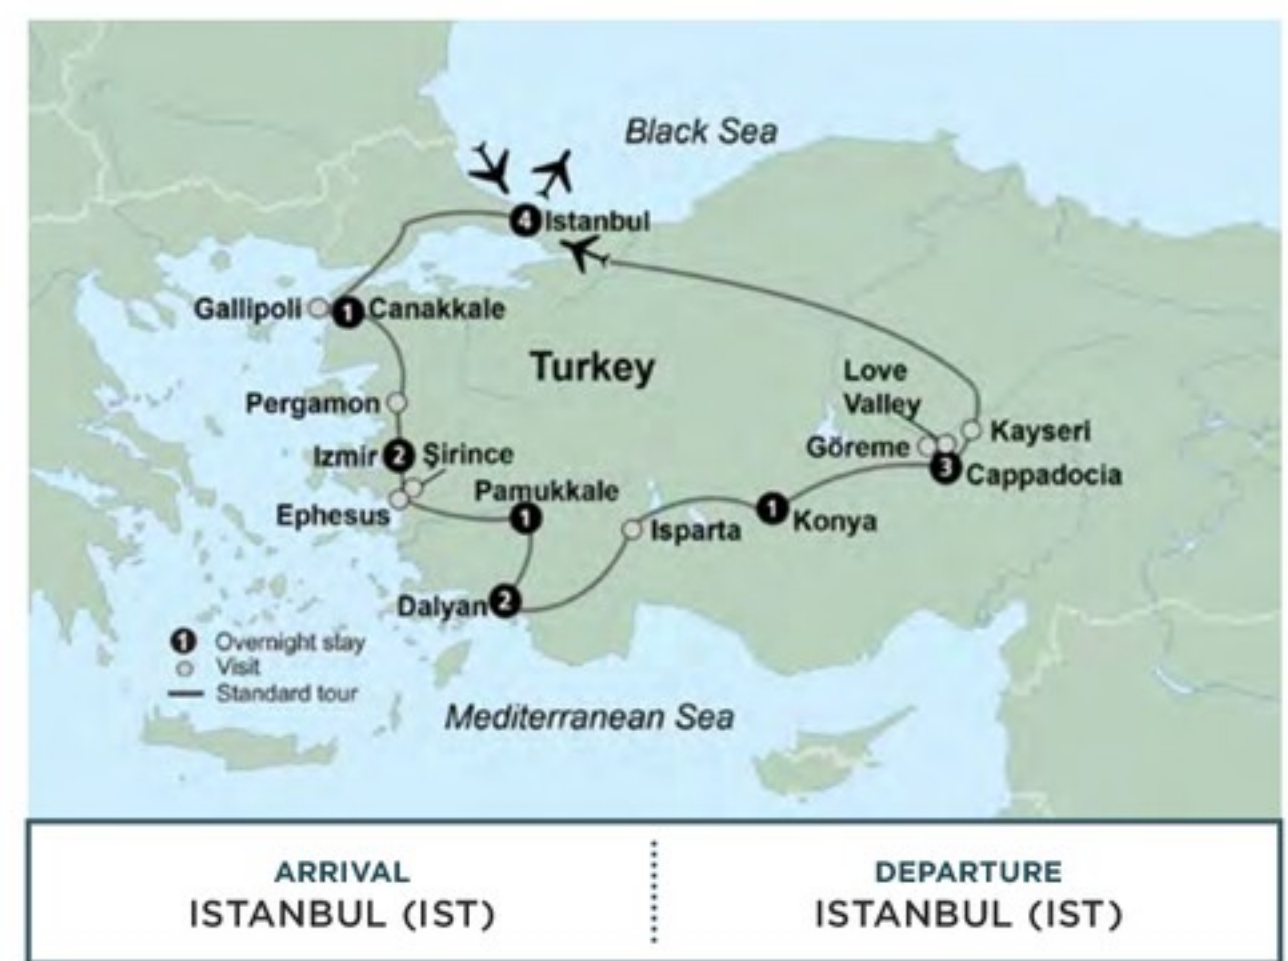 Black Sea
4 Istanbul
Gallipoli 1 Canakkale
Turkey
Love
Valley
Pergamon
Kayseri
Göreme
Izmir 2 Şirince
3 Cappadocia
Pamukkale
1
Ephesus
1 Konya
Isparta
Dalyan 2
1 Overnight stay
Visit
Standard tour
Mediterranean Sea
ARRIVAL
ISTANBUL (IST)
DEPARTURE
ISTANBUL (IST)